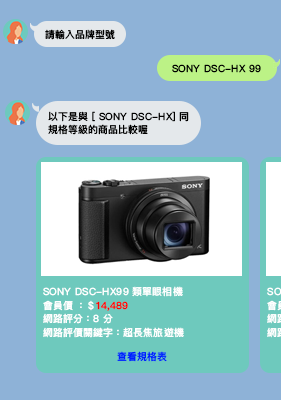 請輸入品牌型號
SONY DSC-HX 99
以下是與 [ SONY DSC-HX] 同
規格等級的商品比較喔
SONY
SONY DSC-HX99 類單眼相機
會員價 : $14,489
網路評分:8 分
網路評價關鍵字:超長焦旅遊機
查看規格表
SO